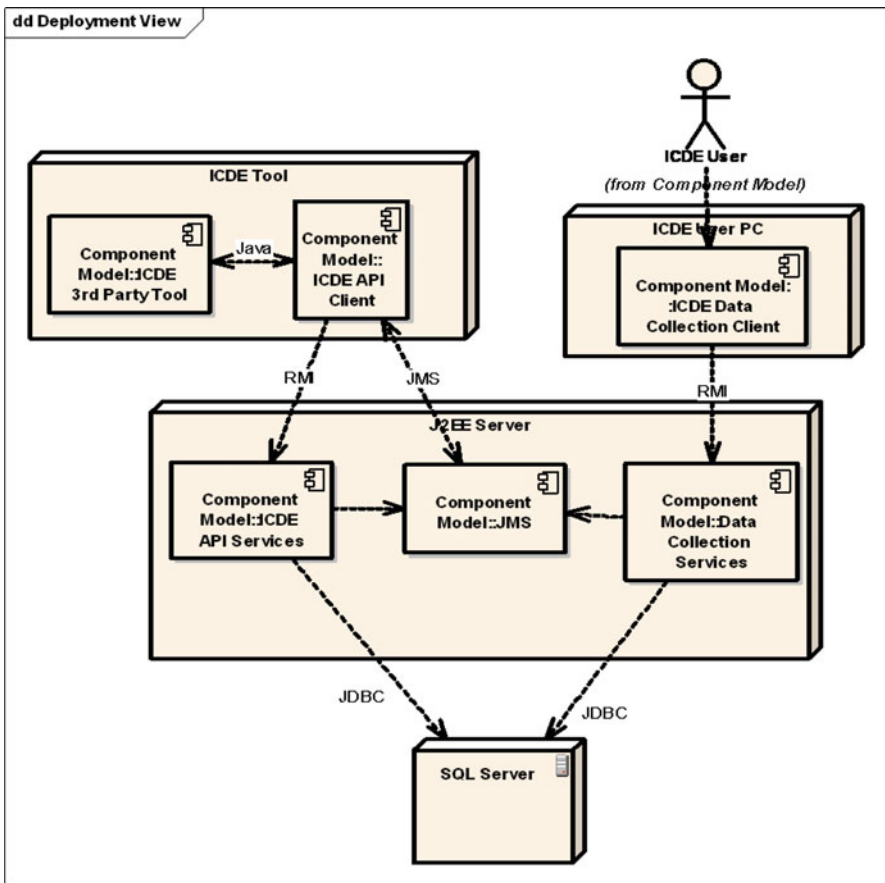 dd Deployment View
ICDE User
(from Component Model)
ICDE Tool
Component
Model::ICDE
3rd Party Tool
Java
Component
Model::
ICDE API
Client
ICDE User PC
Component Model:
:ICDE Data
Collection Client
RMI
JMS
RMI
J2EE Server
Component
Model::ICDE
API Services
Component
Model::JMS
Component
Model::Data
Collection
Services
JDBC
JDBC
SQL Server